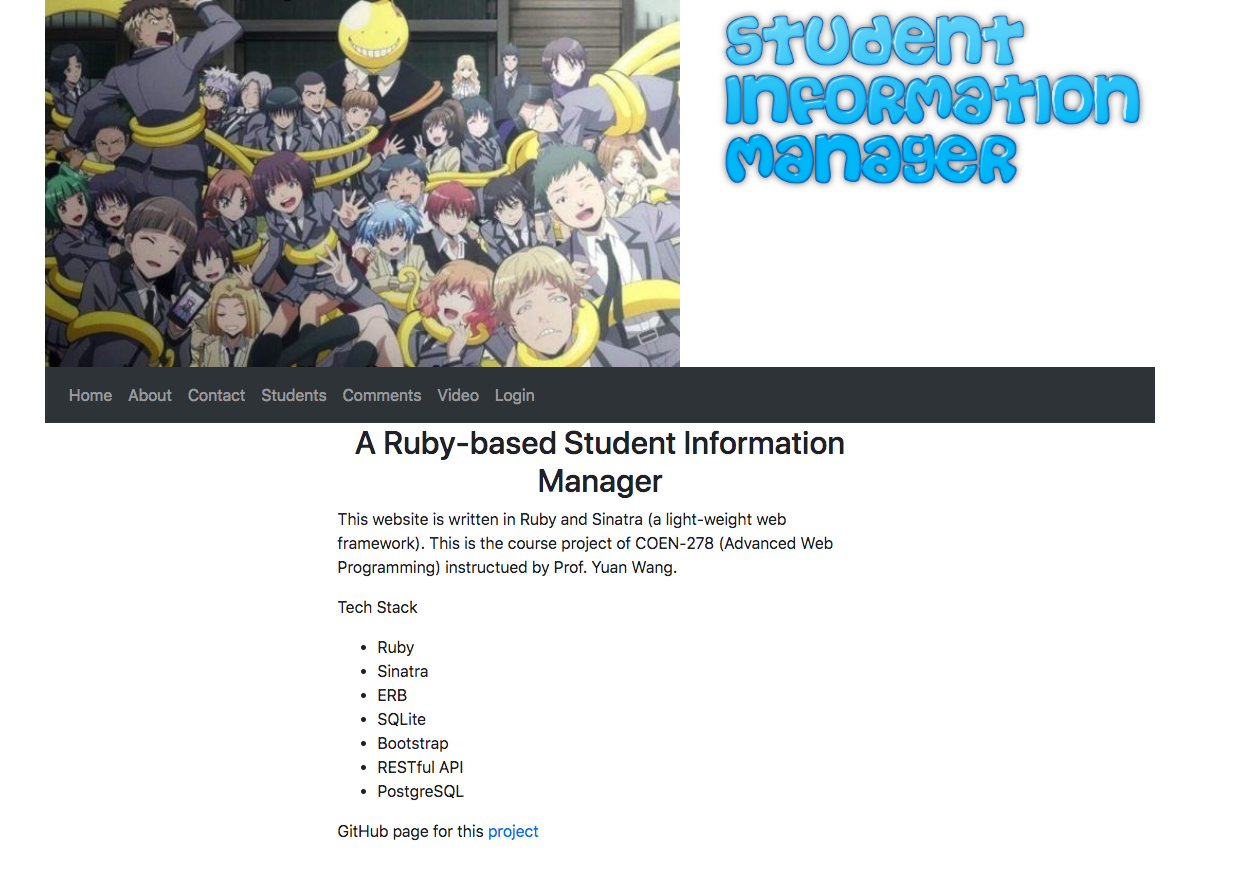 Student
Information
Manager
Home About Contact Students Comments Video Login
A Ruby-based Student Information
Manager
This website is written in Ruby and Sinatra (a light-weight web
framework). This is the course project of COEN-278 (Advanced Web
Programming) instructued by Prof. Yuan Wang.
Tech Stack
• Ruby
• Sinatra
• ERB
• SQLite
• Bootstrap
• RESTful API
• PostgreSQL
GitHub page for this project